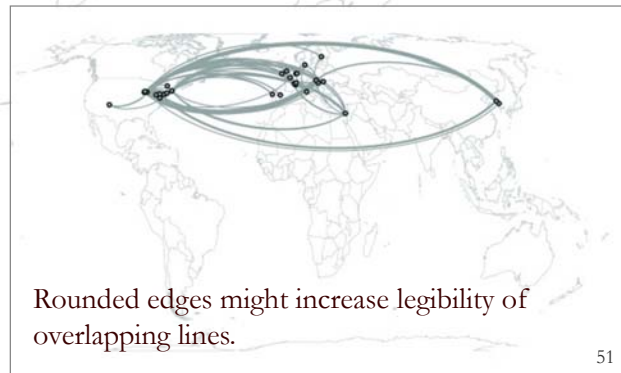 Rounded edges might increase legibility of
overlapping lines.
51